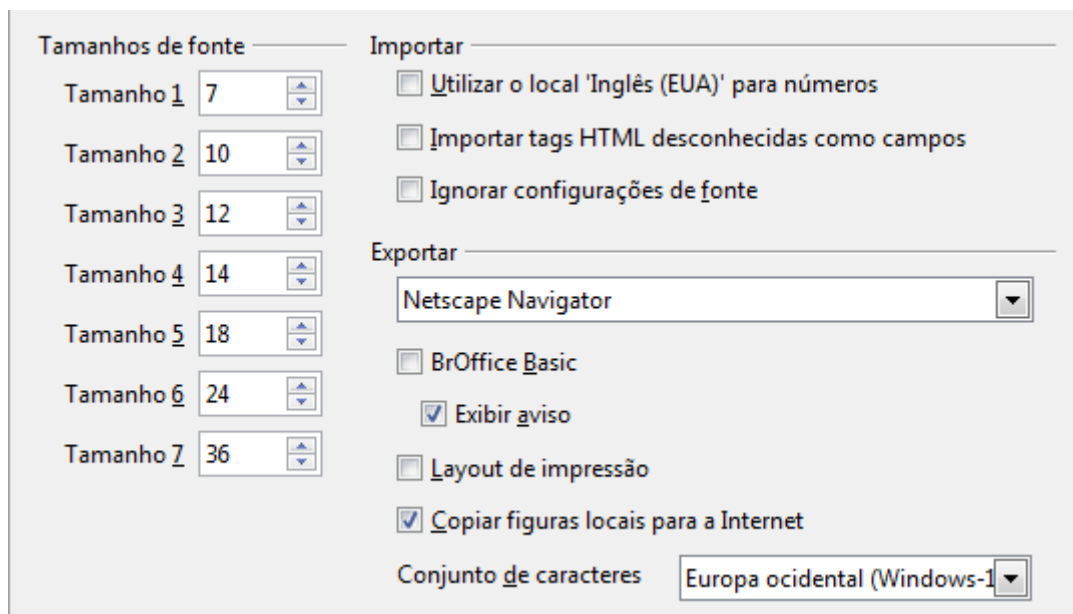 Tamanhos de fonte
Tamanho 1 7
Tamanho 2 10
Tamanho 3 12
Tamanho 4 14
Tamanho 5 18
Tamanho 6 24
Tamanho 7 36
Importar
Utilizar o local 'Inglês (EUA)' para números
Importar tags HTML desconhecidas como campos
Ignorar configurações de fonte
Exportar
Netscape Navigator
BrOffice Basic
Exibir aviso
Layout de impressão
Copiar figuras locais para a Internet
Conjunto de caracteres Europa ocidental (Windows-1